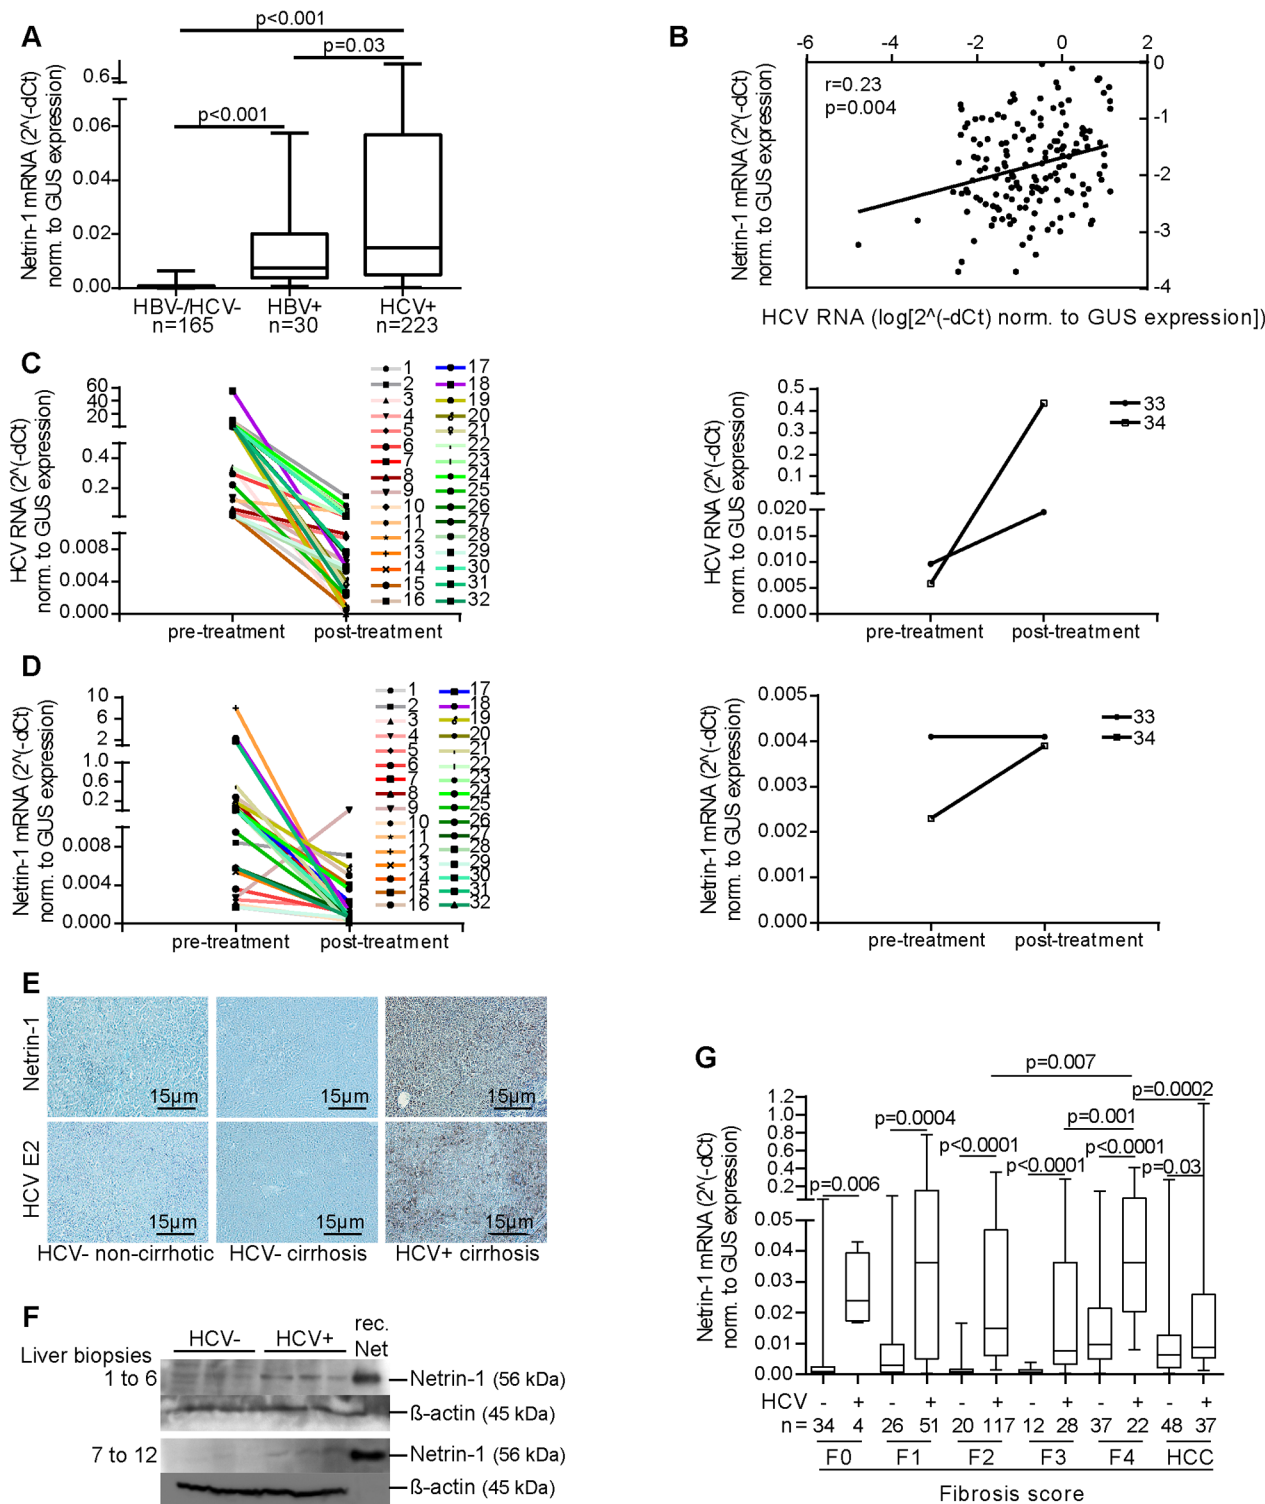 A
p<0.001
p=0.03
p<0.001
Netrin-1 mRNA (2^(-dCt)
norm. to GUS expression)
0.6
0.06
0.04
0.02
0.00
HBV-/HCV-
n=165
HBV+
n=30
HCV+
n=223
B
-6
-4
-2
0
2
r=0.23
p=0.004
Netrin-1 mRNA (2^(-dCt)
norm. to GUS expression)
0
-1
-2
-3
-4
HCV RNA (log[2^(-dCt) norm. to GUS expression])
C
HCV RNA (2^(-dCt)
norm. to GUS expression)
60
40
20
0.4
0.2
0.008
0.004
0.000
pre-treatment
post-treatment
1
2
3
4
5
6
7
8
9
10
11
12
13
14
15
16
17
18
19
20
21
22
23
24
25
26
27
28
29
30
31
32
HCV RNA (2^(-dCt)
norm. to GUS expression)
0.5
0.4
0.3
0.2
0.1
0.020
0.010
0.005
0.000
pre-treatment
post-treatment
33
34
D
Netrin-1 mRNA (2^(-dCt)
norm. to GUS expression)
10
6
2
1.0
0.6
0.2
0.008
0.004
0.000
pre-treatment
post-treatment
1
2
3
4
5
6
7
8
9
10
11
12
13
14
15
16
17
18
19
20
21
22
23
24
25
26
27
28
29
30
31
32
Netrin-1 mRNA (2^(-dCt)
norm. to GUS expression)
0.005
0.004
0.003
0.002
0.001
0.000
pre-treatment
post-treatment
33
34
E
Netrin-1
15µm
15µm
15µm
HCV E2
15µm
15µm
15µm
HCV- non-cirrhotic
HCV- cirrhosis
HCV+ cirrhosis
F
Liver biopsies
HCV-
HCV+
rec.
Net
1 to 6
Netrin-1 (56 kDa)
ß-actin (45 kDa)
7 to 12
Netrin-1 (56 kDa)
ß-actin (45 kDa)
G
p=0.007
p=0.0002
p=0.0004
p=0.001
p<0.0001
p<0.0001
p<0.0001
p=0.03
p=0.006
Netrin-1 mRNA (2^(-dCt)
norm. to GUS expression)
1.2
1.0
0.8
0.6
0.4
0.2
0.05
0.04
0.03
0.02
0.01
0.00
HCV - + - + - + - + - + - +
n= 34 4 26 51 20 117 12 28 37 22 48 37
F0 F1 F2 F3 F4 HCC
Fibrosis score